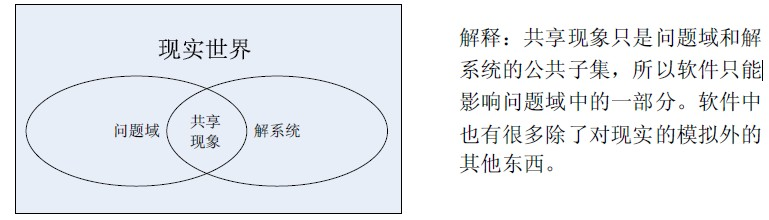 现实世界
问题域
共享
现象
解系统
解释：共享现象只是问题域和解
系统的公共子集，所以软件只能
影响问题域中的一部分。软件中
也有很多除了对现实的模拟外的
其他东西。